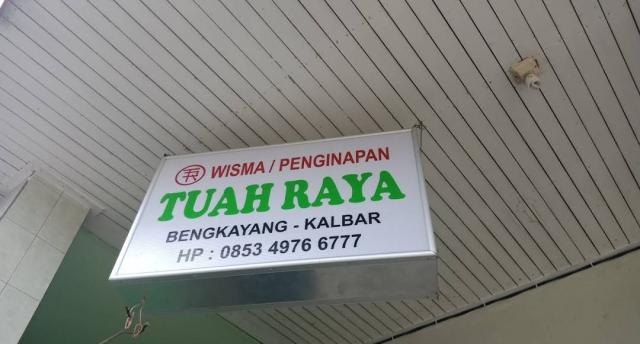 WISMA / PENGINAPAN
TUAH RAYA
BENGKAYANG - KALBAR
HP : 0853 4976 6777